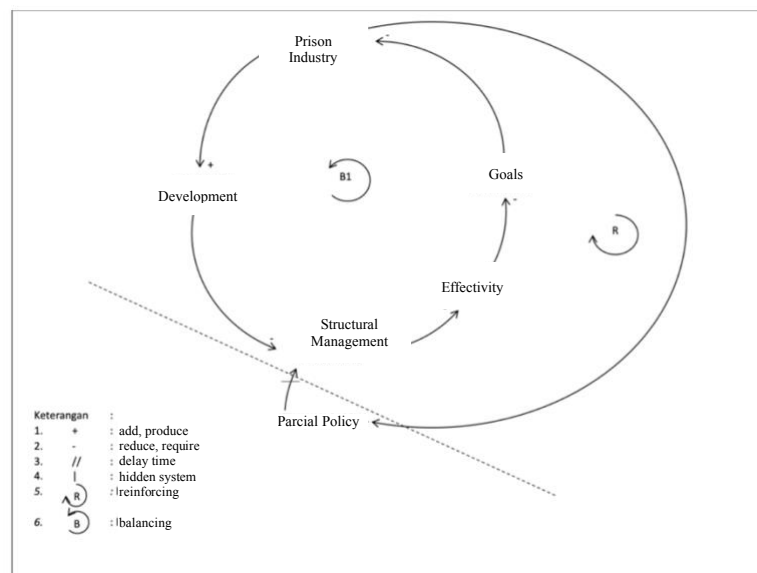 Prison
Industry
-
+
B1
Goals
Development
-
R
Effectivity
-
Structural
Management
-
Parcial Policy
Keterangan :
1. + : add, produce
2. - : reduce, require
3. // : delay time
4. | : hidden system
5. R : reinforcing
6. B : balancing